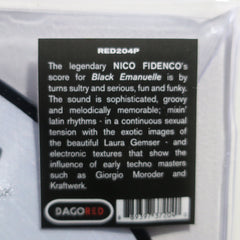 RED204P
The legendary NICO FIDENCO's
score for Black Emanuelle is by
turns sultry and serious, fun and funky.
The sound is sophisticated, groovy
and melodically memorable; mixin'
latin rhythms - in a continuous sexual
tension with the exotic images of
the beautiful Laura Gemser - and
electronic textures that show the
influence of early techno masters
such as Giorgio Moroder and
Kraftwerk.
DAGORED